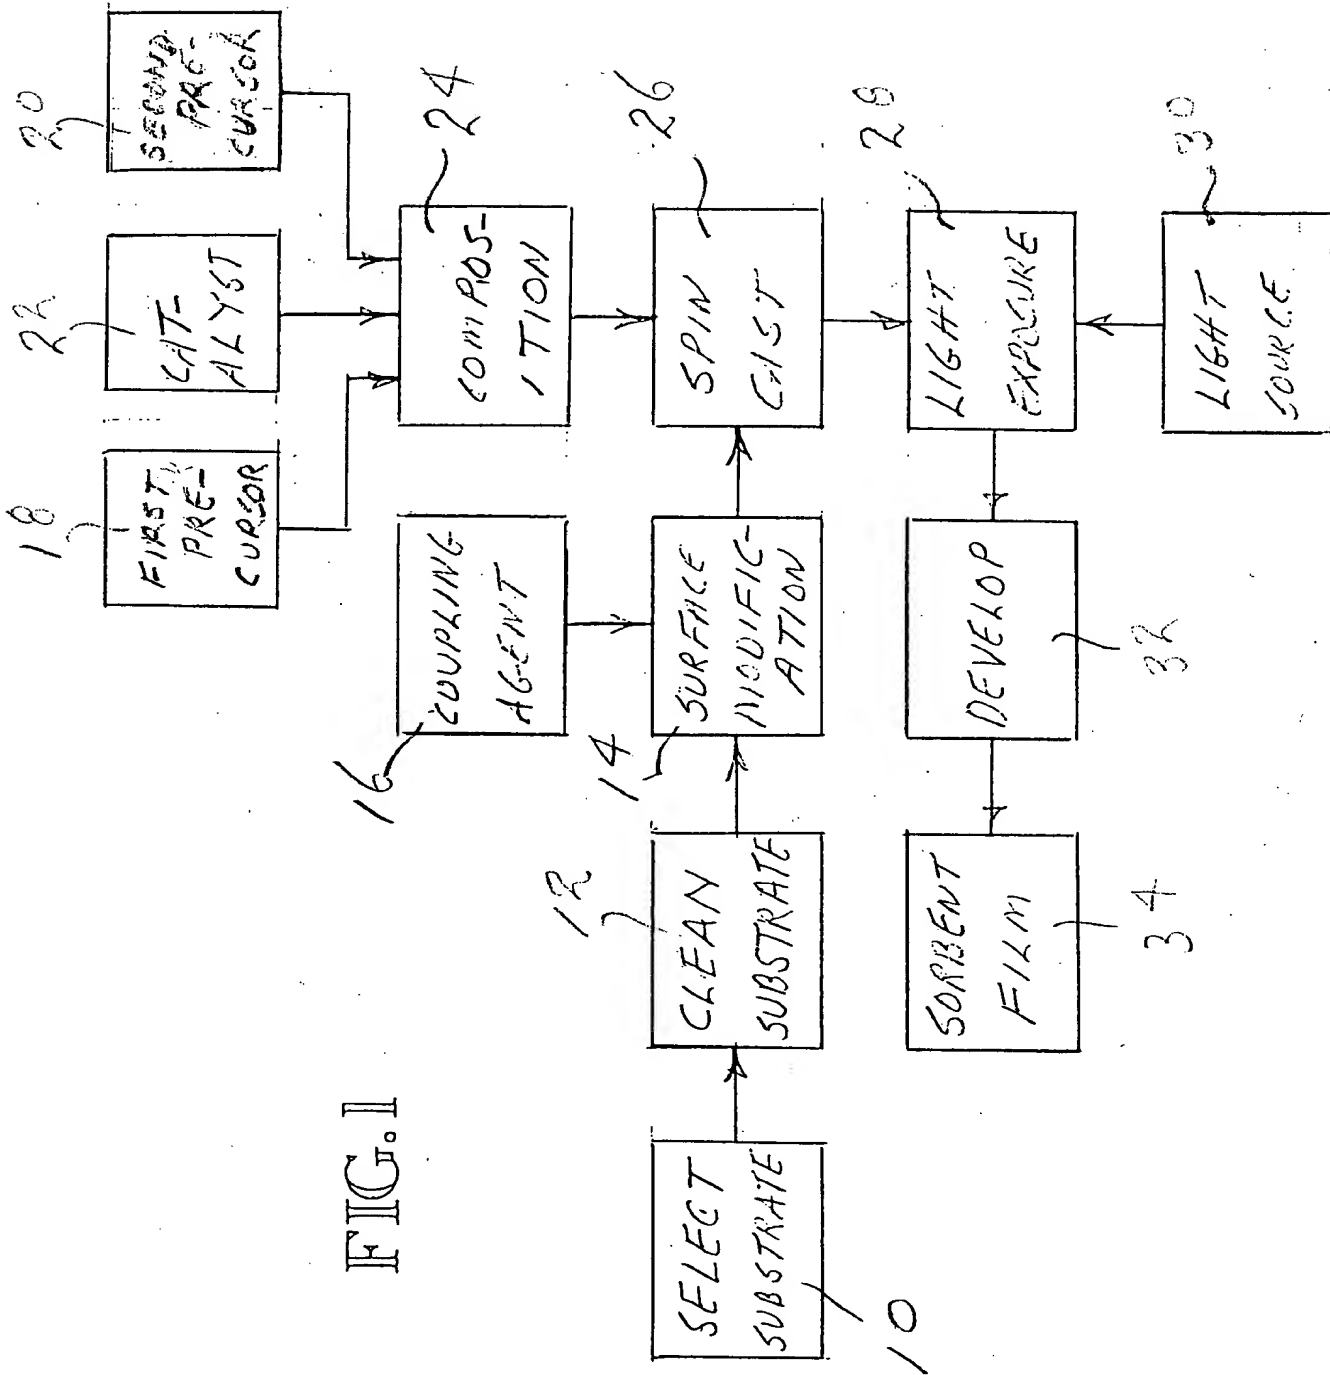 18
FIRST
PRE-
CURSOR
22
CAT-
ALYST
20
SECOND
PRE-
CURSOR
16
COUPLING
AGENT
COMPOS-
ITION
24
10
SELECT
SUBSTRATE
12
CLEAN
SUBSTRATE
14
SURFACE
MODIFIC-
ATION
SPIN
CAST
26
34
SORBENT
FILM
32
DEVELOP
LIGHT
EXPOSURE
28
LIGHT
SOURCE
30
FIG.1